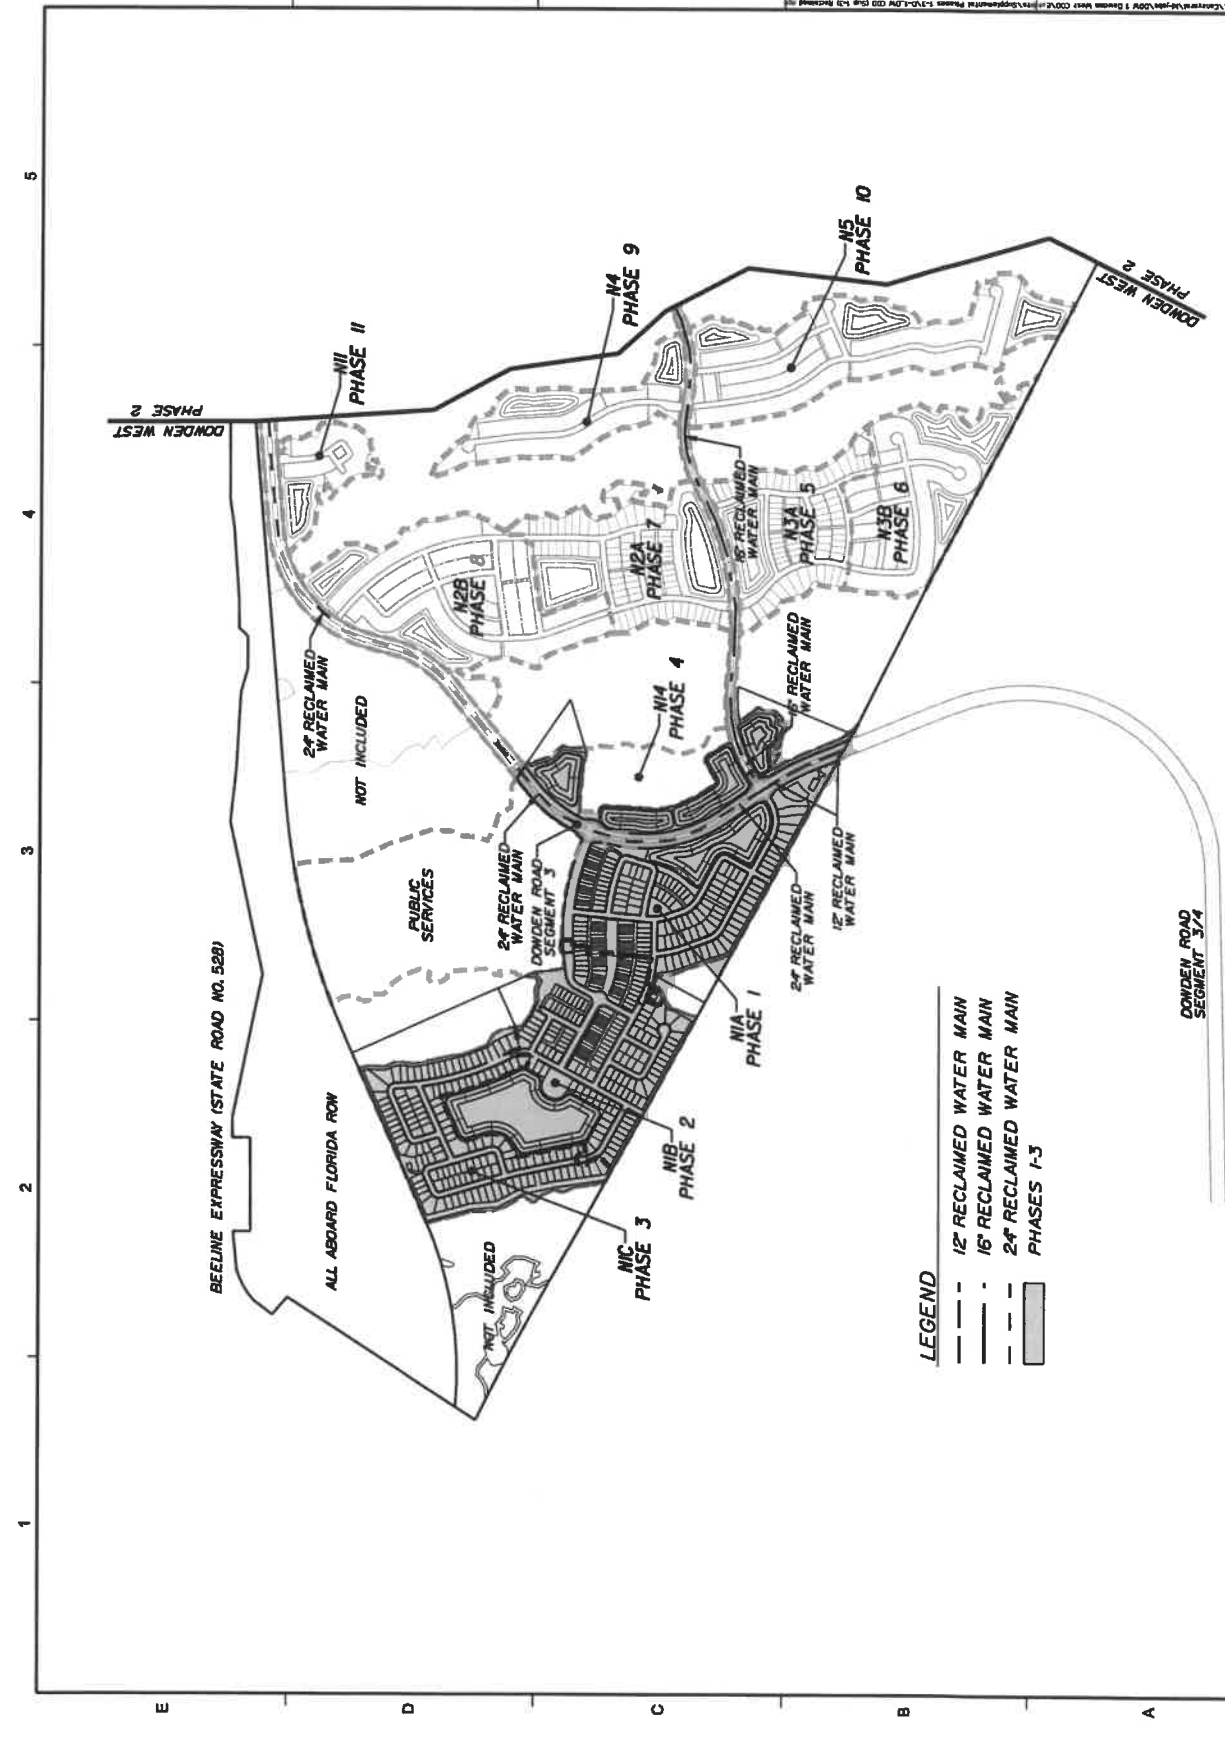 1
2
3
4
5
E
D
C
B
A
BEELINE EXPRESSWAY (STATE ROAD NO. 528)
ALL ABOARD FLORIDA ROW
NOT INCLUDED
PUBLIC
SERVICES
NOT INCLUDED
24" RECLAIMED
WATER MAIN
DOWDEN WEST
PHASE 2
N11
PHASE 11
N4
PHASE 9
N5
PHASE 10
DOWDEN WEST
PHASE 2
N2B
PHASE 8
N2A
PHASE 7
16" RECLAIMED
WATER MAIN
N3A
PHASE 5
N3B
PHASE 6
N14
PHASE 4
16" RECLAIMED
WATER MAIN
24" RECLAIMED
WATER MAIN
DOWDEN ROAD
SEGMENT 3
24" RECLAIMED
WATER MAIN
12" RECLAIMED
WATER MAIN
N1A
PHASE 1
N1B
PHASE 2
N1C
PHASE 3
DOWDEN ROAD
SEGMENT 3/4
LEGEND
12" RECLAIMED WATER MAIN
16" RECLAIMED WATER MAIN
24" RECLAIMED WATER MAIN
PHASES 1-3